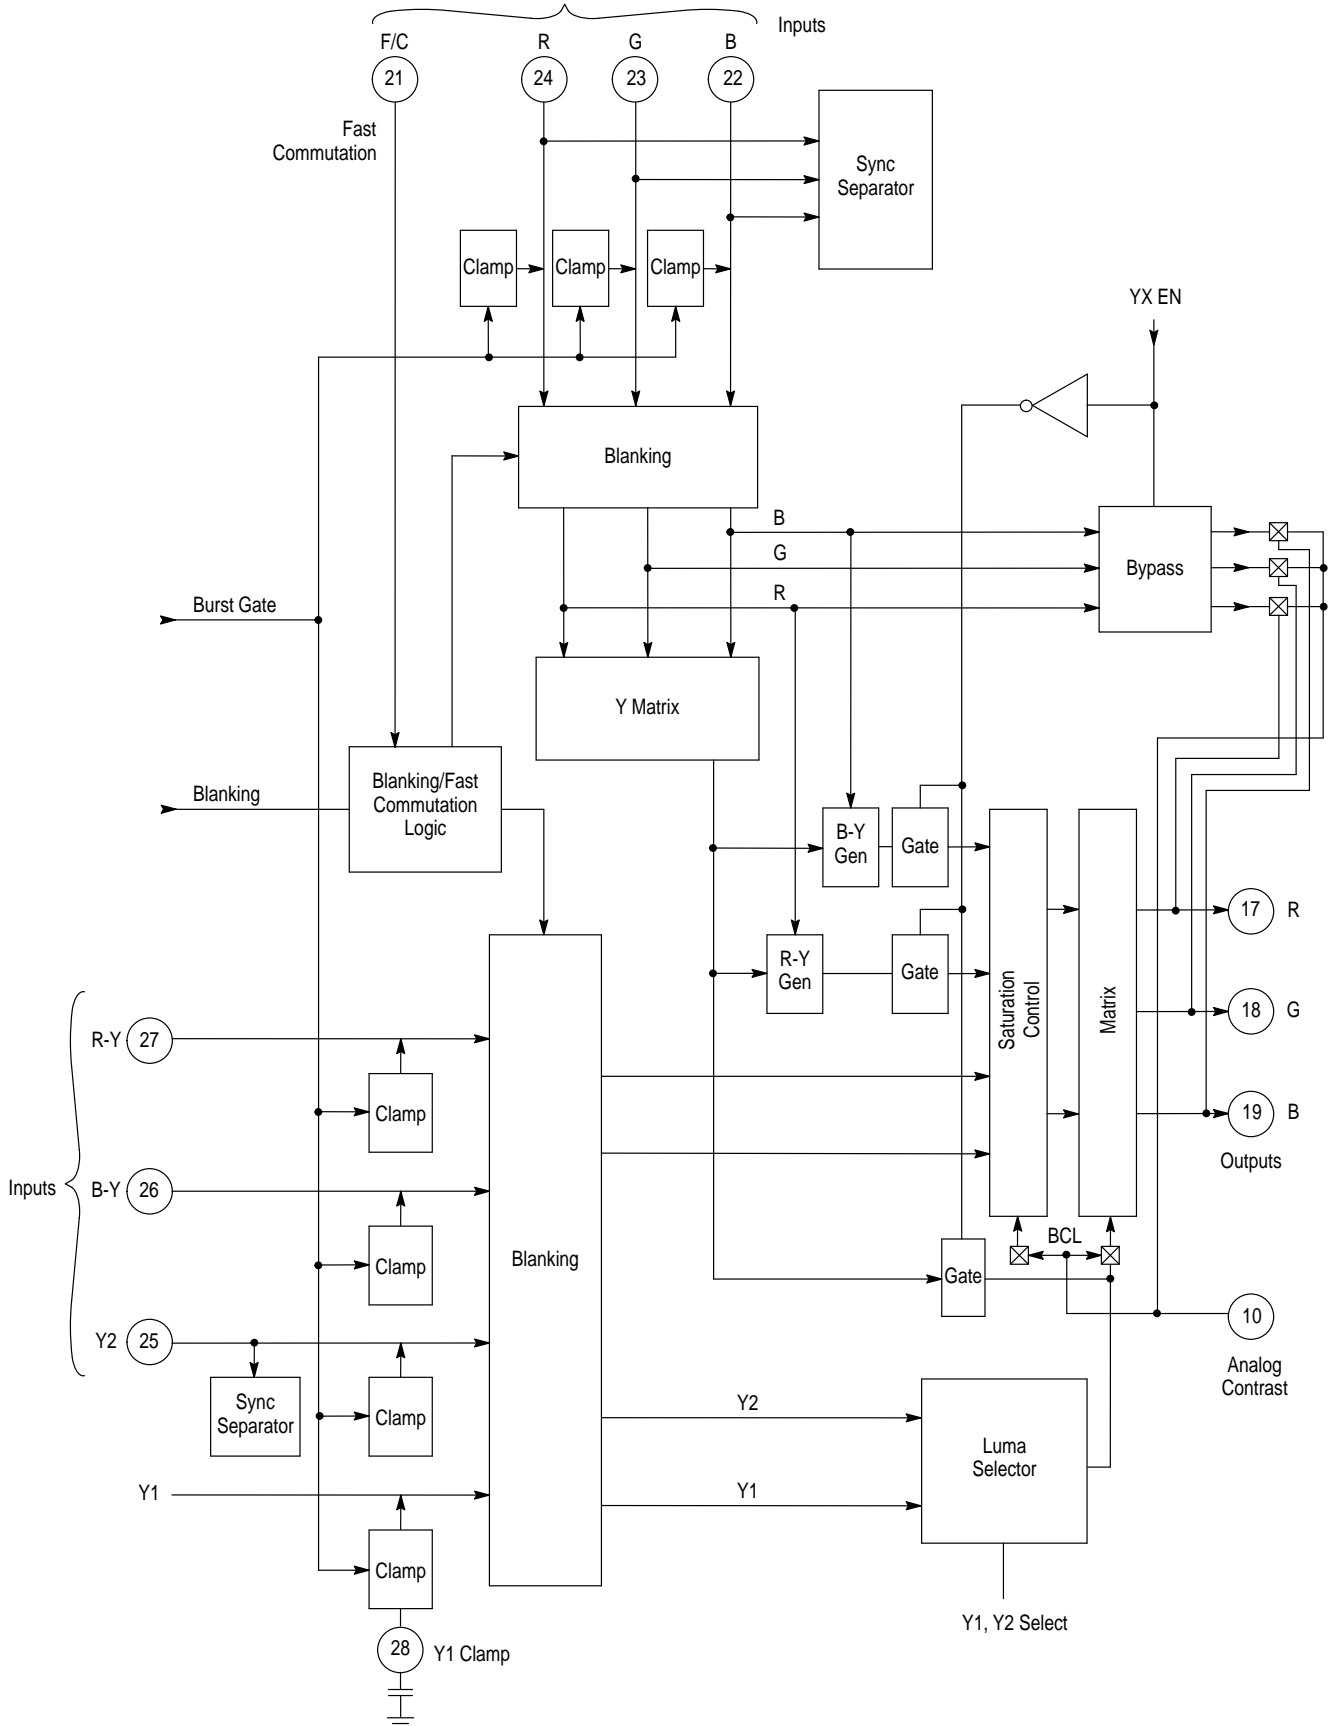 Inputs
F/C
R
G
B
21
24
23
22
Fast
Commutation
Sync
Separator
Clamp
Clamp
Clamp
YX EN
Blanking
B
G
R
Bypass
Burst Gate
Y Matrix
Blanking
Blanking/Fast
Commutation
Logic
B-Y
Gen
Gate
R-Y
Gen
Gate
Saturation
Control
Matrix
17
R
18
G
19
B
Outputs
R-Y
27
Clamp
Inputs
B-Y
26
Clamp
Blanking
BCL
Gate
10
Analog
Contrast
Y2
25
Sync
Separator
Clamp
Y2
Luma
Selector
Y1
Y1
Clamp
Y1, Y2 Select
28
Y1 Clamp